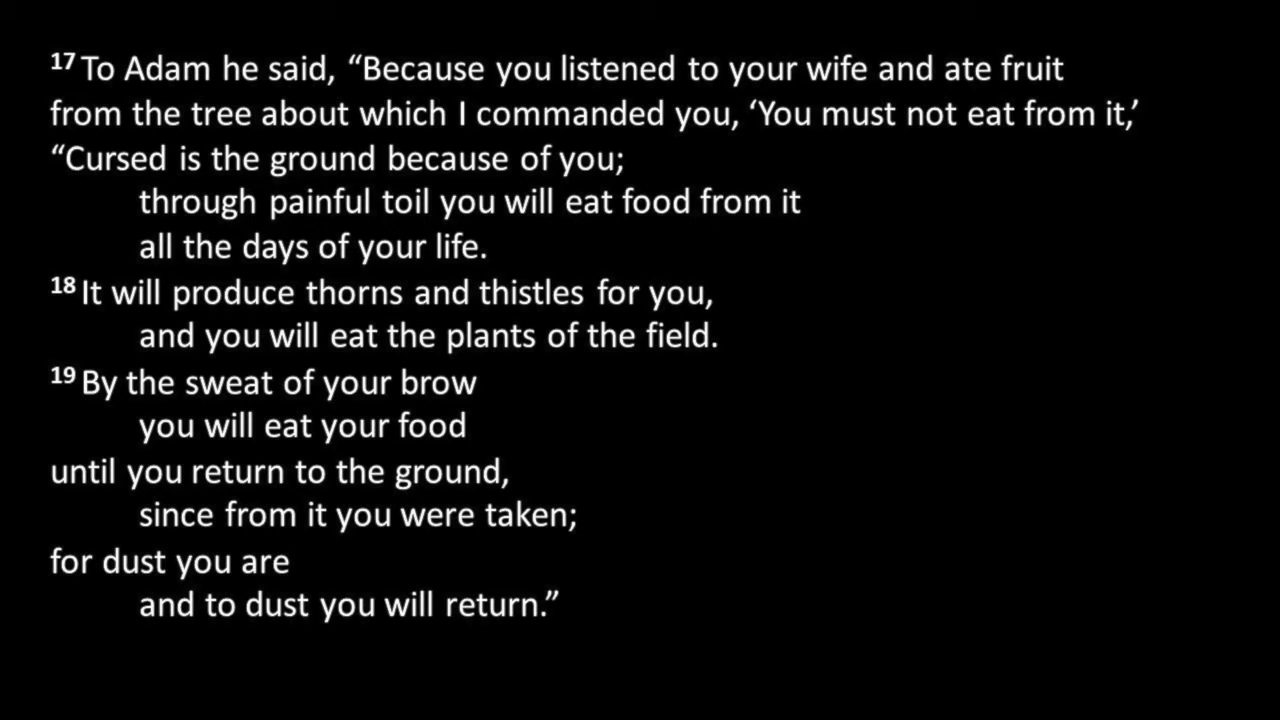 17 To Adam he said, “Because you listened to your wife and ate fruit
from the tree about which I commanded you, ‘You must not eat from it,’
“Cursed is the ground because of you;
through painful toil you will eat food from it
all the days of your life.
18 It will produce thorns and thistles for you,
and you will eat the plants of the field.
19 By the sweat of your brow
you will eat your food
until you return to the ground,
since from it you were taken;
for dust you are
and to dust you will return.”